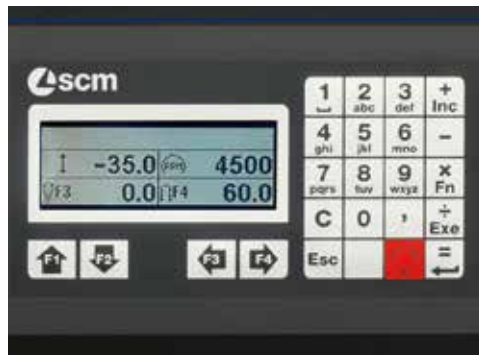 scm
-35.0 RPM 4500
F3 0.0 F4 60.0
F1 F2 F3 F4
1 2 abc 3 def + Inc
4 ghi 5 jkl 6 mno -
7 pqrs 8 tuv 9 wxyz × Fn
C 0 , ÷ Exe
Esc =